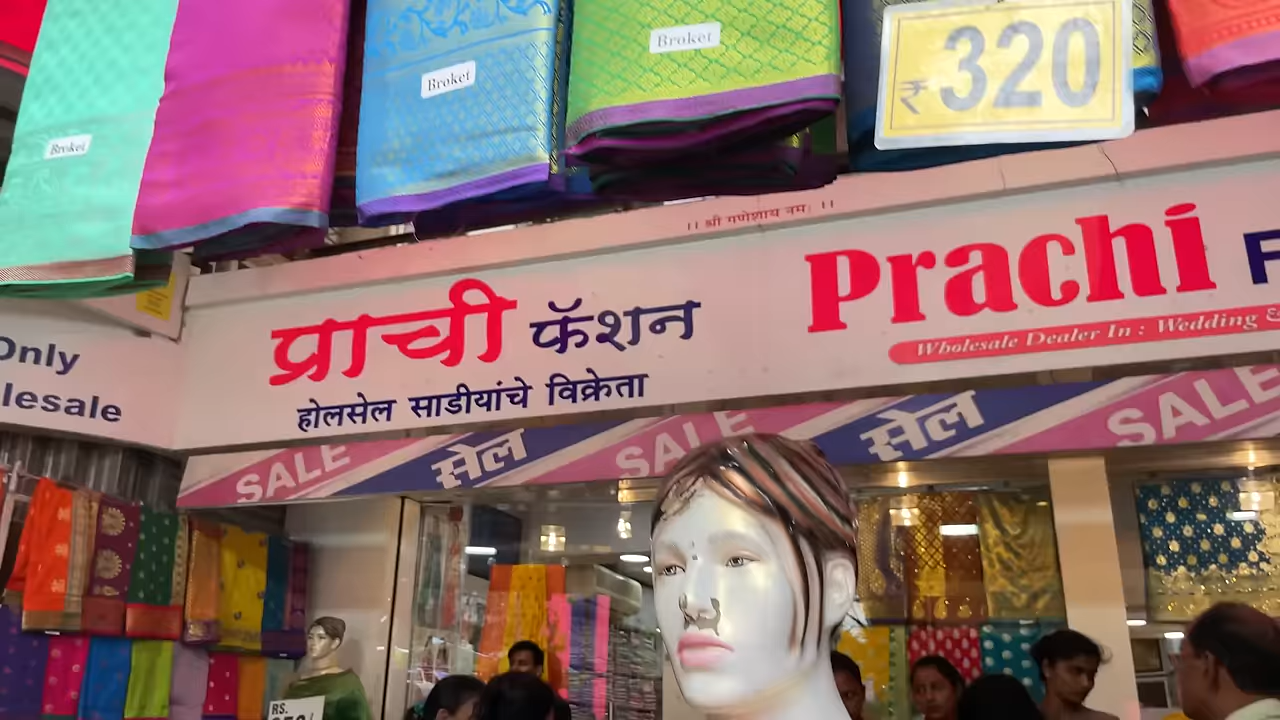 Broket
Broket
Broket
₹ 320
।। श्री गणेशाय नमः ।।
प्राची फॅशन
होलसेल साडीयांचे विक्रेता
Prachi F
Wholesale Dealer In : Wedding &
Only
lesale
SALE सेल SALE सेल SALE
RS.